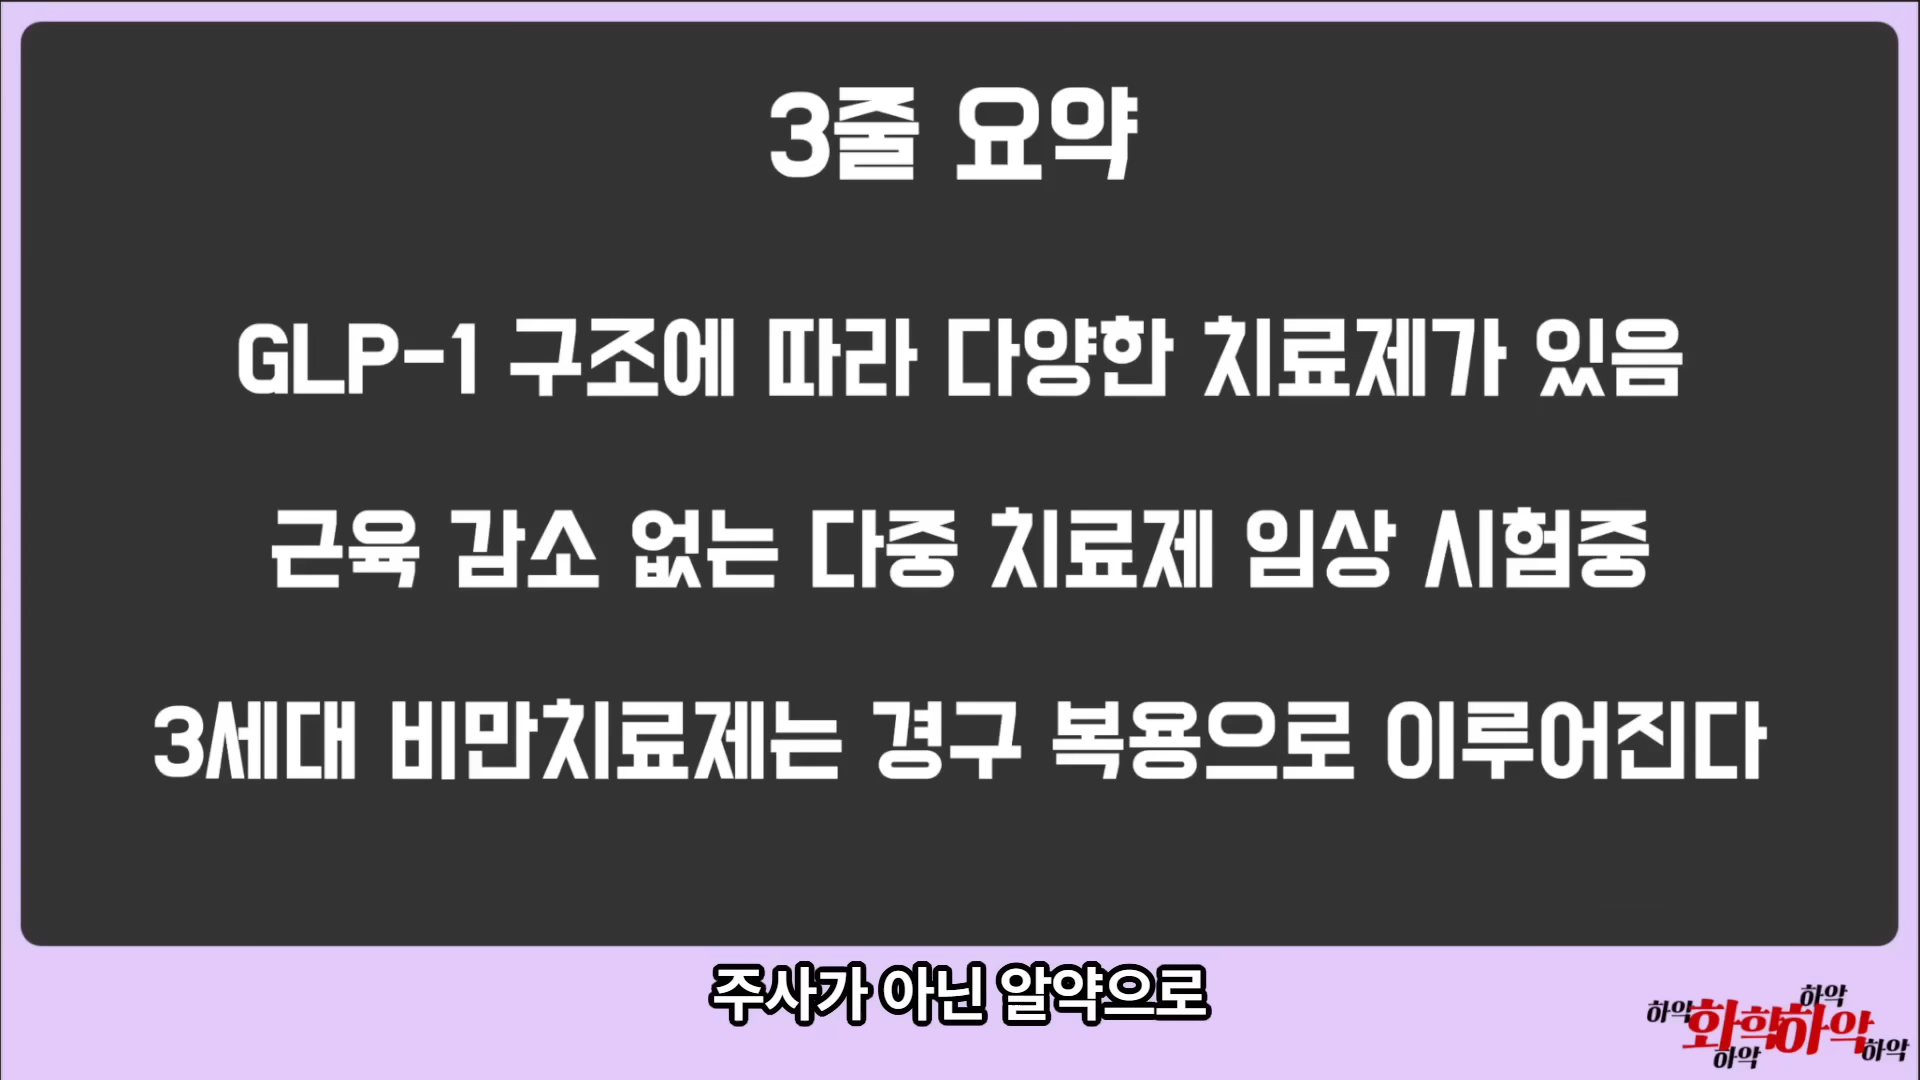 3줄 요약
GLP-1 구조에 따라 다양한 치료제가 있음
근육 감소 없는 다중 치료제 임상 시험중
3세대 비만치료제는 경구 복용으로 이루어진다
주사가 아닌 알약으로
하약
하약
화학하약
하약
하약